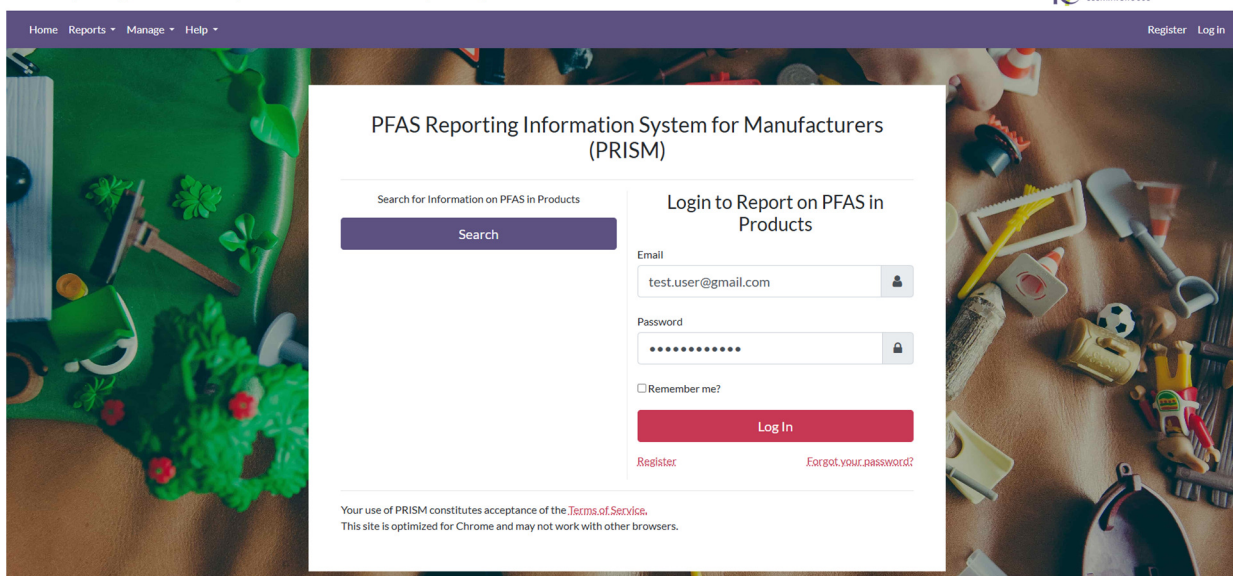 Home Reports Manage Help Register Log in
PFAS Reporting Information System for Manufacturers
(PRISM)
Search for Information on PFAS in Products
Search
Login to Report on PFAS in
Products
Email
test.user@gmail.com
Password
Remember me?
Log In
Register Forgot your password?
Your use of PRISM constitutes acceptance of the Terms of Service.
This site is optimized for Chrome and may not work with other browsers.